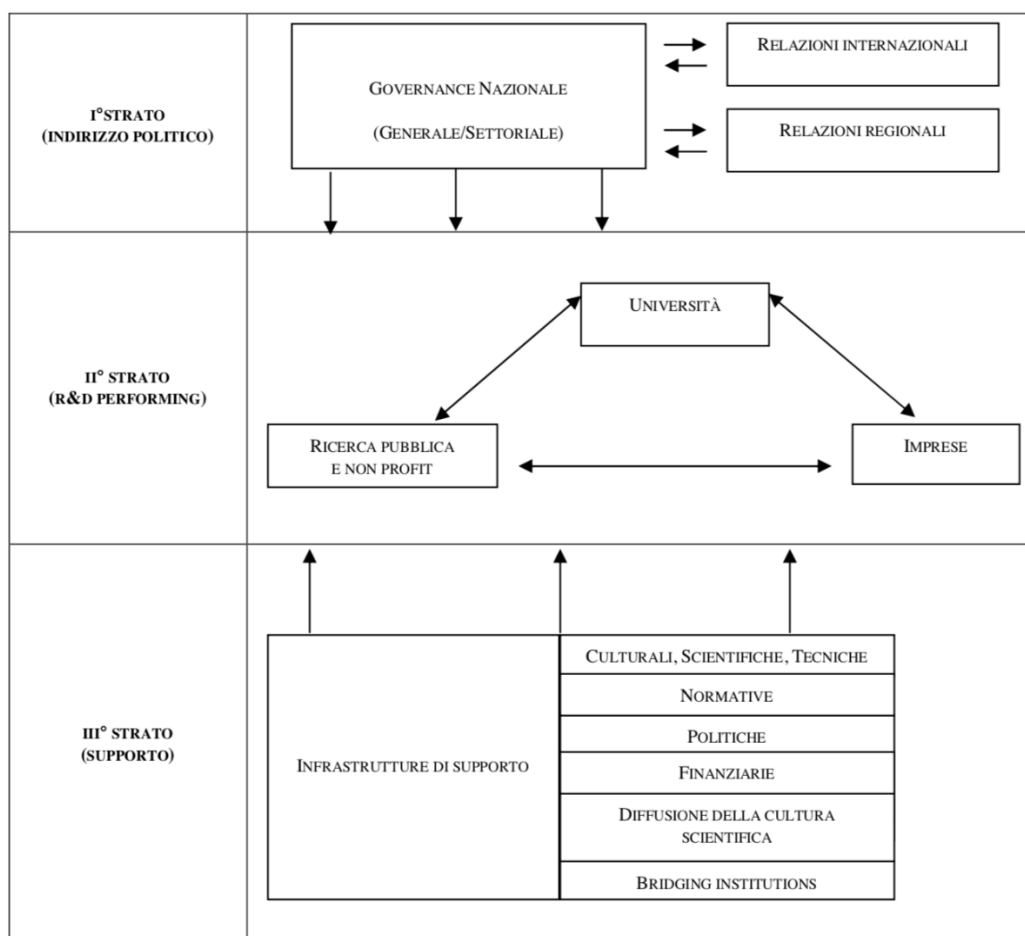 I°STRATO
(INDIRIZZO POLITICO)
GOVERNANCE NAZIONALE
(GENERALE/SETTORIALE)
RELAZIONI INTERNAZIONALI
RELAZIONI REGIONALI
II° STRATO
(R&D PERFORMING)
UNIVERSITÀ
RICERCA PUBBLICA
E NON PROFIT
IMPRESE
III° STRATO
(SUPPORTO)
INFRASTRUTTURE DI SUPPORTO
CULTURALI, SCIENTIFICHE, TECNICHE
NORMATIVE
POLITICHE
FINANZIARIE
DIFFUSIONE DELLA CULTURA
SCIENTIFICA
BRIDGING INSTITUTIONS